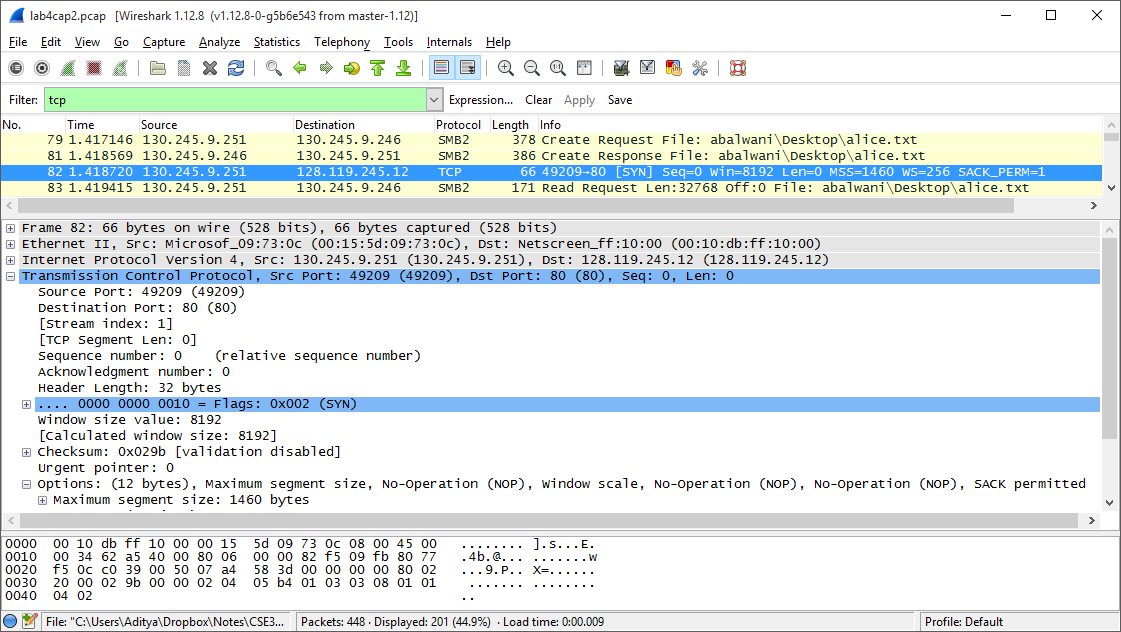 lab4cap2.pcap [Wireshark 1.12.8 (v1.12.8-0-g5b6e543 from master-1.12)]
File Edit View Go Capture Analyze Statistics Telephony Tools Internals Help
Filter: tcp Expression... Clear Apply Save
No. Time Source Destination Protocol Length Info
79 1.417146 130.245.9.251 130.245.9.246 SMB2 378 Create Request File: abalwani\Desktop\alice.txt
81 1.418569 130.245.9.246 130.245.9.251 SMB2 386 Create Response File: abalwani\Desktop\alice.txt
82 1.418720 130.245.9.251 128.119.245.12 TCP 66 49209→80 [SYN] Seq=0 Win=8192 Len=0 MSS=1460 WS=256 SACK_PERM=1
83 1.419415 130.245.9.251 130.245.9.246 SMB2 171 Read Request Len:32768 Off:0 File: abalwani\Desktop\alice.txt
Frame 82: 66 bytes on wire (528 bits), 66 bytes captured (528 bits)
Ethernet II, Src: Microsof_09:73:0c (00:15:5d:09:73:0c), Dst: Netscreen_ff:10:00 (00:10:db:ff:10:00)
Internet Protocol Version 4, Src: 130.245.9.251 (130.245.9.251), Dst: 128.119.245.12 (128.119.245.12)
Transmission Control Protocol, Src Port: 49209 (49209), Dst Port: 80 (80), Seq: 0, Len: 0
Source Port: 49209 (49209)
Destination Port: 80 (80)
[Stream index: 1]
[TCP Segment Len: 0]
Sequence number: 0 (relative sequence number)
Acknowledgment number: 0
Header Length: 32 bytes
.... 0000 0000 0010 = Flags: 0x002 (SYN)
Window size value: 8192
[Calculated window size: 8192]
Checksum: 0x029b [validation disabled]
Urgent pointer: 0
Options: (12 bytes), Maximum segment size, No-Operation (NOP), Window scale, No-Operation (NOP), No-Operation (NOP), SACK permitted
Maximum segment size: 1460 bytes
0000 00 10 db ff 10 00 00 15 5d 09 73 0c 08 00 45 00 ........ ].s...E.
0010 00 34 62 a5 40 00 80 06 00 00 82 f5 09 fb 80 77 .4b.@... .......w
0020 f5 0c c0 39 00 50 07 a4 58 3d 00 00 00 00 80 02 ...9.P.. X=......
0030 20 00 02 9b 00 00 02 04 05 b4 01 03 03 08 01 01 ....... ........
0040 04 02 ..
File: "C:\Users\Aditya\Dropbox\Notes\CSE3... Packets: 448 · Displayed: 201 (44.9%) · Load time: 0:00.009 Profile: Default